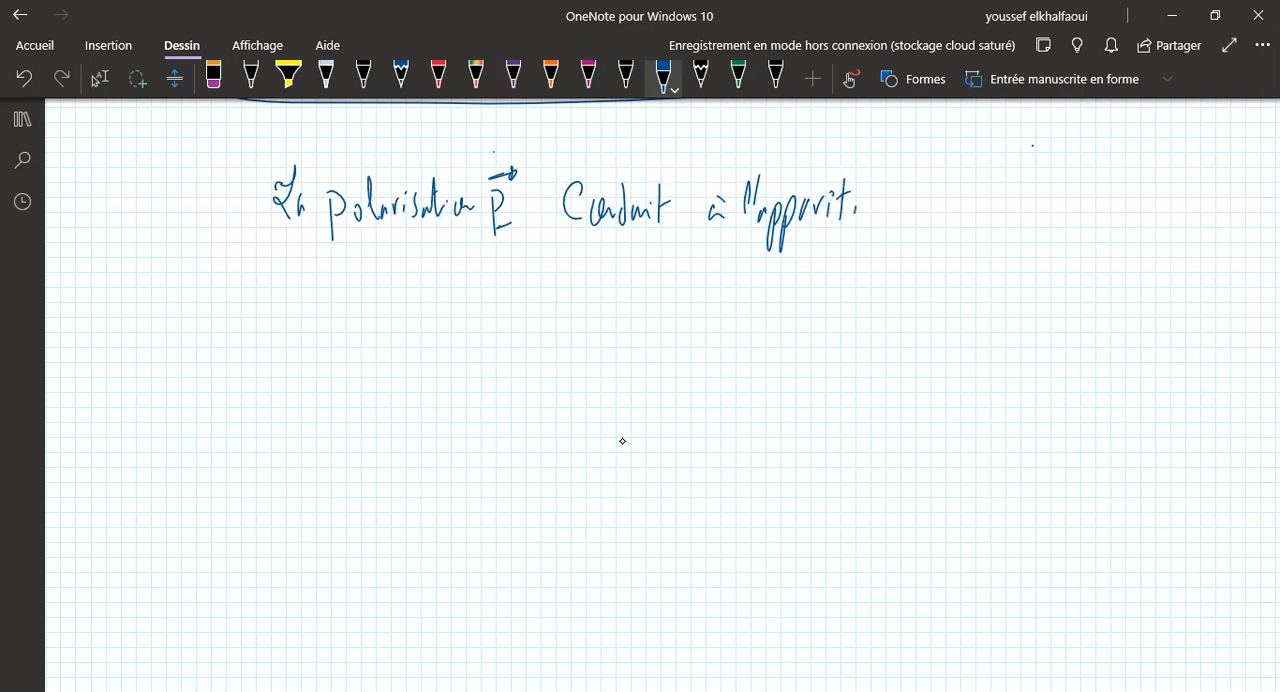 OneNote pour Windows 10
youssef elkhalfaoui
Accueil Insertion Dessin Affichage Aide
Enregistrement en mode hors connexion (stockage cloud saturé)
Partager
Formes
Entrée manuscrite en forme
La polarisation P⃗ Conduit à l'apparit.